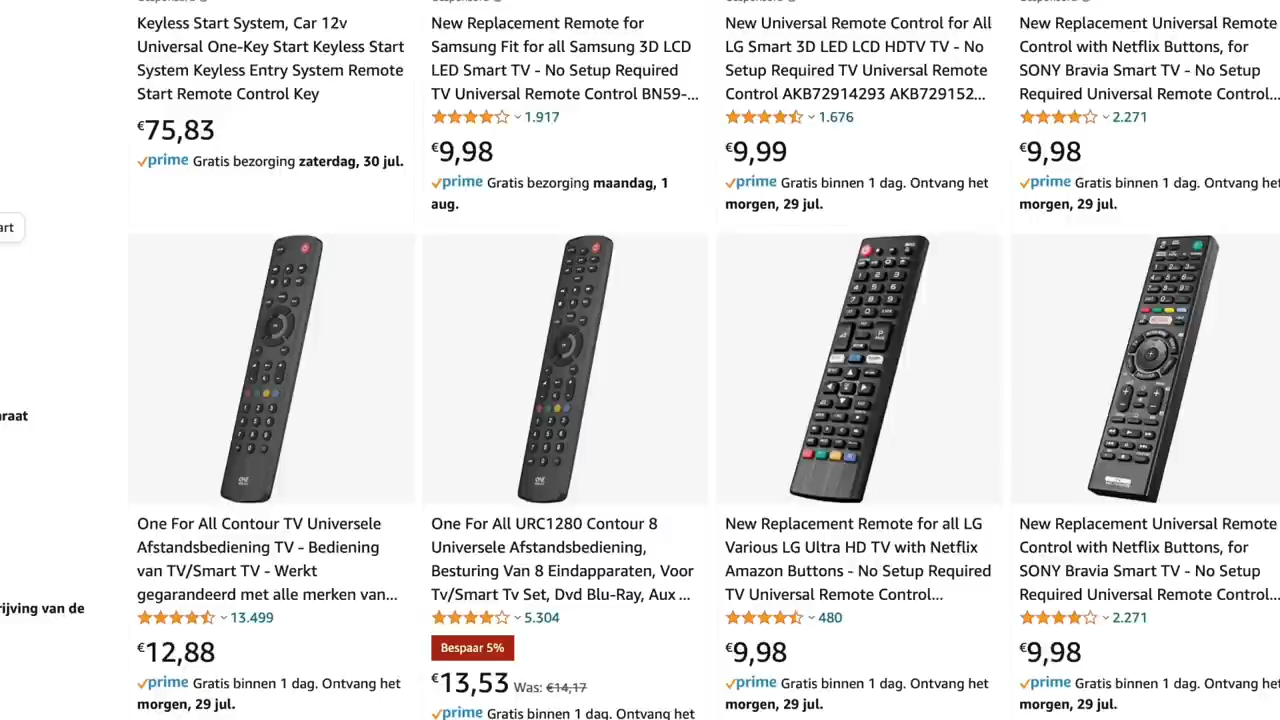 Keyless Start System, Car 12v
Universal One-Key Start Keyless Start
System Keyless Entry System Remote
Start Remote Control Key
€75,83
prime Gratis bezorging zaterdag, 30 jul.
New Replacement Remote for
Samsung Fit for all Samsung 3D LCD
LED Smart TV - No Setup Required
TV Universal Remote Control BN59-...
1.917
€9,98
prime Gratis bezorging maandag, 1
aug.
New Universal Remote Control for All
LG Smart 3D LED LCD HDTV TV - No
Setup Required TV Universal Remote
Control AKB72914293 AKB729152...
1.676
€9,99
prime Gratis binnen 1 dag. Ontvang het
morgen, 29 jul.
New Replacement Universal Remote
Control with Netflix Buttons, for
SONY Bravia Smart TV - No Setup
Required Universal Remote Control...
2.271
€9,98
prime Gratis binnen 1 dag. Ontvang het
morgen, 29 jul.
art
araat
rijving van de
One For All Contour TV Universele
Afstandsbediening TV - Bediening
van TV/Smart TV - Werkt
gegarandeerd met alle merken van...
13.499
€12,88
prime Gratis binnen 1 dag. Ontvang het
morgen, 29 jul.
One For All URC1280 Contour 8
Universele Afstandsbediening,
Besturing Van 8 Eindapparaten, Voor
Tv/Smart Tv Set, Dvd Blu-Ray, Aux ...
5.304
Bespaar 5%
€13,53 Was: €14,17
prime Gratis binnen 1 dag. Ontvang het
New Replacement Remote for all LG
Various LG Ultra HD TV with Netflix
Amazon Buttons - No Setup Required
TV Universal Remote Control...
480
€9,98
prime Gratis binnen 1 dag. Ontvang het
morgen, 29 jul.
New Replacement Universal Remote
Control with Netflix Buttons, for
SONY Bravia Smart TV - No Setup
Required Universal Remote Control...
2.271
€9,98
prime Gratis binnen 1 dag. Ontvang het
morgen, 29 jul.